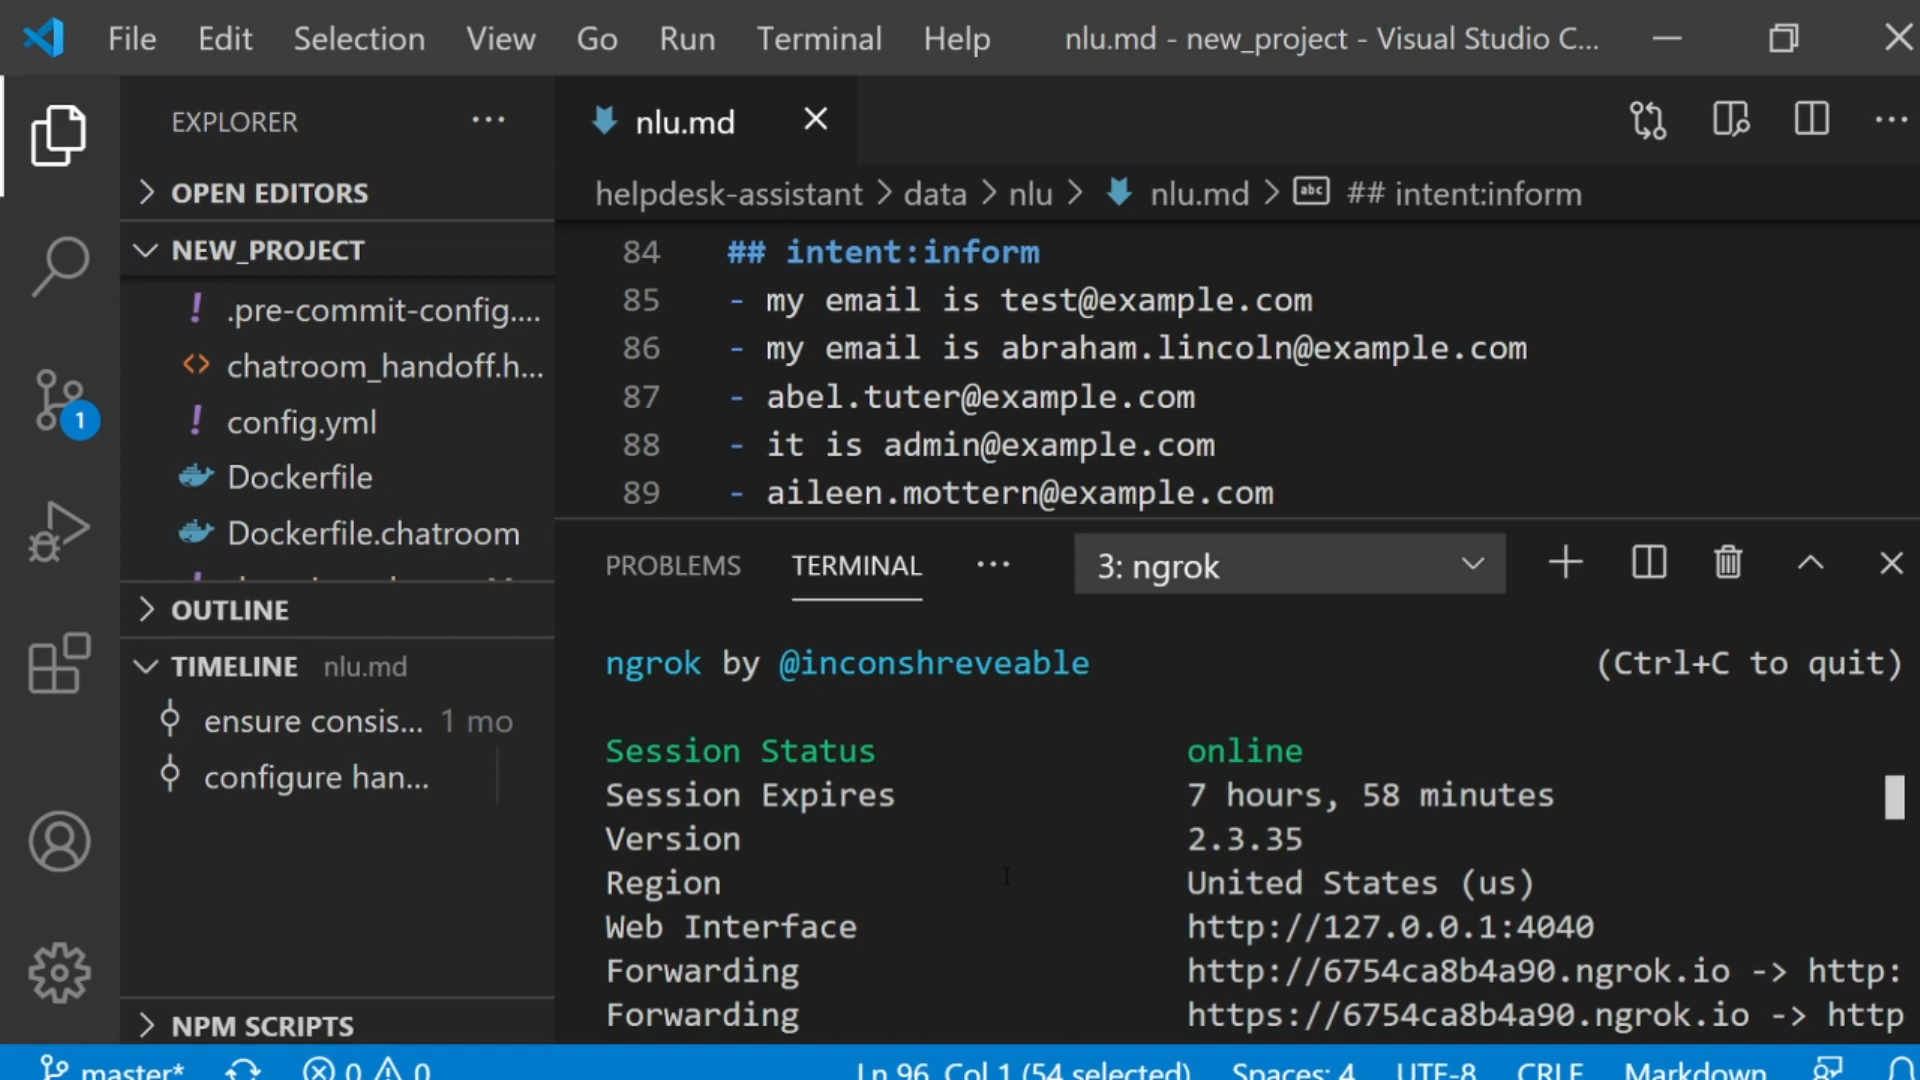 File Edit Selection View Go Run Terminal Help nlu.md - new_project - Visual Studio C...
EXPLORER ...
OPEN EDITORS
NEW_PROJECT
! .pre-commit-config....
<> chatroom_handoff.h...
! config.yml
Dockerfile
Dockerfile.chatroom
OUTLINE
TIMELINE nlu.md
ensure consis... 1 mo
configure han...
NPM SCRIPTS
1
nlu.md
helpdesk-assistant > data > nlu > nlu.md > abc ## intent:inform
84 ## intent:inform
85 - my email is test@example.com
86 - my email is abraham.lincoln@example.com
87 - abel.tuter@example.com
88 - it is admin@example.com
89 - aileen.mottern@example.com
PROBLEMS TERMINAL ... 3: ngrok
ngrok by @inconshreveable (Ctrl+C to quit)
Session Status online
Session Expires 7 hours, 58 minutes
Version 2.3.35
Region United States (us)
Web Interface http://127.0.0.1:4040
Forwarding http://6754ca8b4a90.ngrok.io -> http:
Forwarding https://6754ca8b4a90.ngrok.io -> http
master* 0 0 Ln 96, Col 1 (54 selected) Spaces: 4 UTF-8 CRLF Markdown